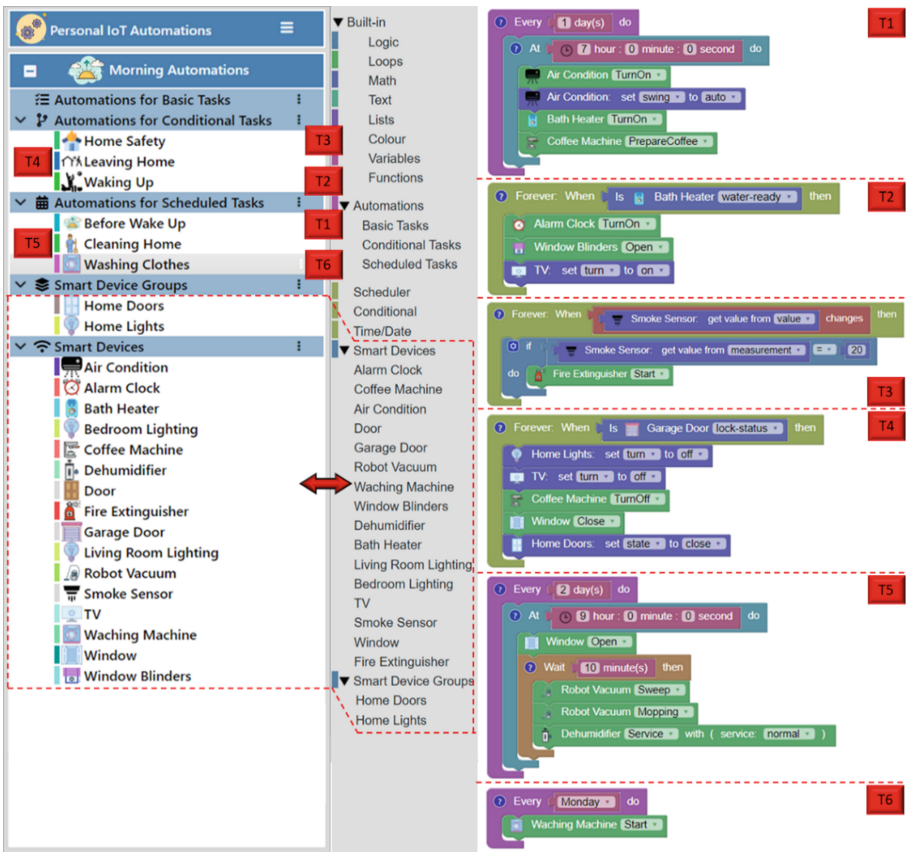 Personal IoT Automations
Morning Automations
Automations for Basic Tasks
Automations for Conditional Tasks
Home Safety
T3
T4
Leaving Home
Waking Up
T2
Automations for Scheduled Tasks
Before Wake Up
T1
T5
Cleaning Home
Washing Clothes
T6
Smart Device Groups
Home Doors
Home Lights
Smart Devices
Air Condition
Alarm Clock
Bath Heater
Bedroom Lighting
Coffee Machine
Dehumidifier
Door
Fire Extinguisher
Garage Door
Living Room Lighting
Robot Vacuum
Smoke Sensor
TV
Waching Machine
Window
Window Blinders
Built-in
Logic
Loops
Math
Text
Lists
Colour
Variables
Functions
Automations
Basic Tasks
Conditional Tasks
Scheduled Tasks
Scheduler
Conditional
Time/Date
Smart Devices
Alarm Clock
Coffee Machine
Air Condition
Door
Garage Door
Robot Vacuum
Waching Machine
Window Blinders
Dehumidifier
Bath Heater
Living Room Lighting
Bedroom Lighting
TV
Smoke Sensor
Window
Fire Extinguisher
Smart Device Groups
Home Doors
Home Lights
T1
? Every 1 day(s) do
? At 7 hour : 0 minute : 0 second do
Air Condition TurnOn
Air Condition: set swing to auto
Bath Heater TurnOn
Coffee Machine PrepareCoffee
T2
? Forever: When Is Bath Heater water-ready then
Alarm Clock TurnOn
Window Blinders Open
TV: set turn to on
? Forever: When Smoke Sensor: get value from value changes then
if Smoke Sensor: get value from measurement = 20
do Fire Extinguisher Start
T3
T4
? Forever: When Is Garage Door lock-status then
Home Lights: set turn to off
TV: set turn to off
Coffee Machine TurnOff
Window Close
Home Doors: set state to close
T5
? Every 2 day(s) do
? At 9 hour : 0 minute : 0 second do
Window Open
? Wait 10 minute(s) then
Robot Vacuum Sweep
Robot Vacuum Mopping
Dehumidifier Service with ( service: normal )
T6
? Every Monday do
Waching Machine Start